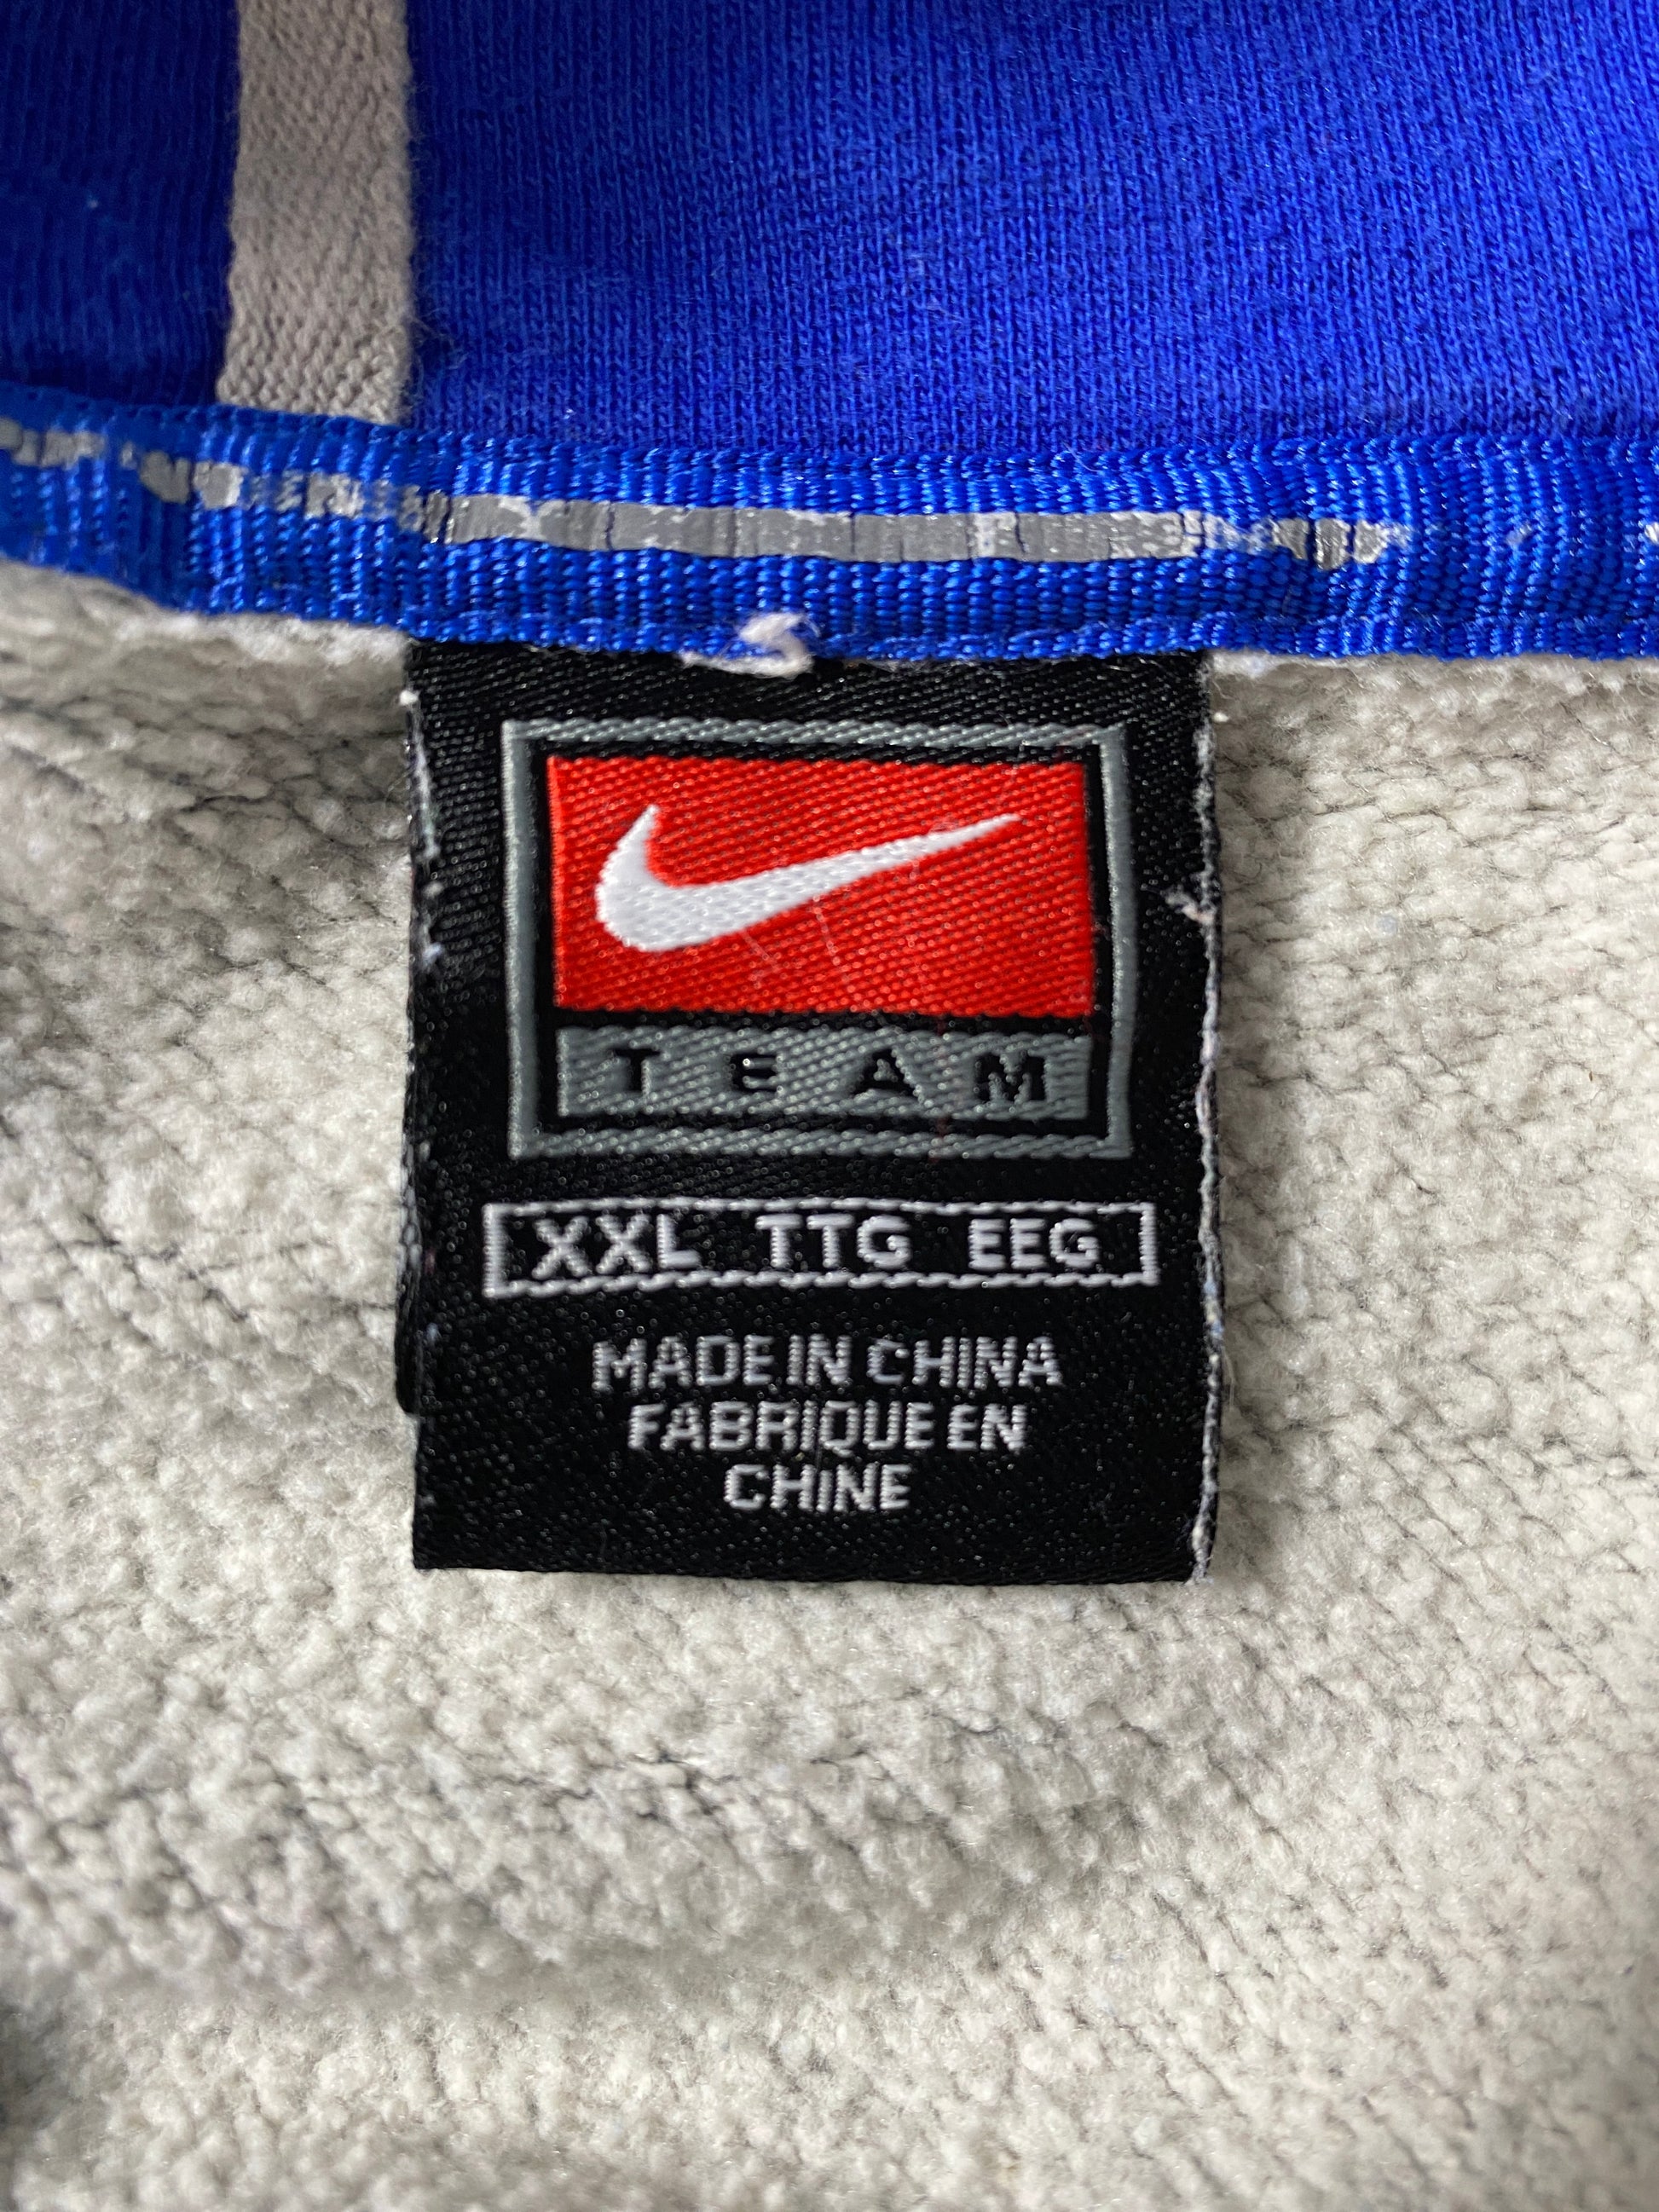 TEAM
XXL TTG EEG
MADE IN CHINA
FABRIQUE EN
CHINE